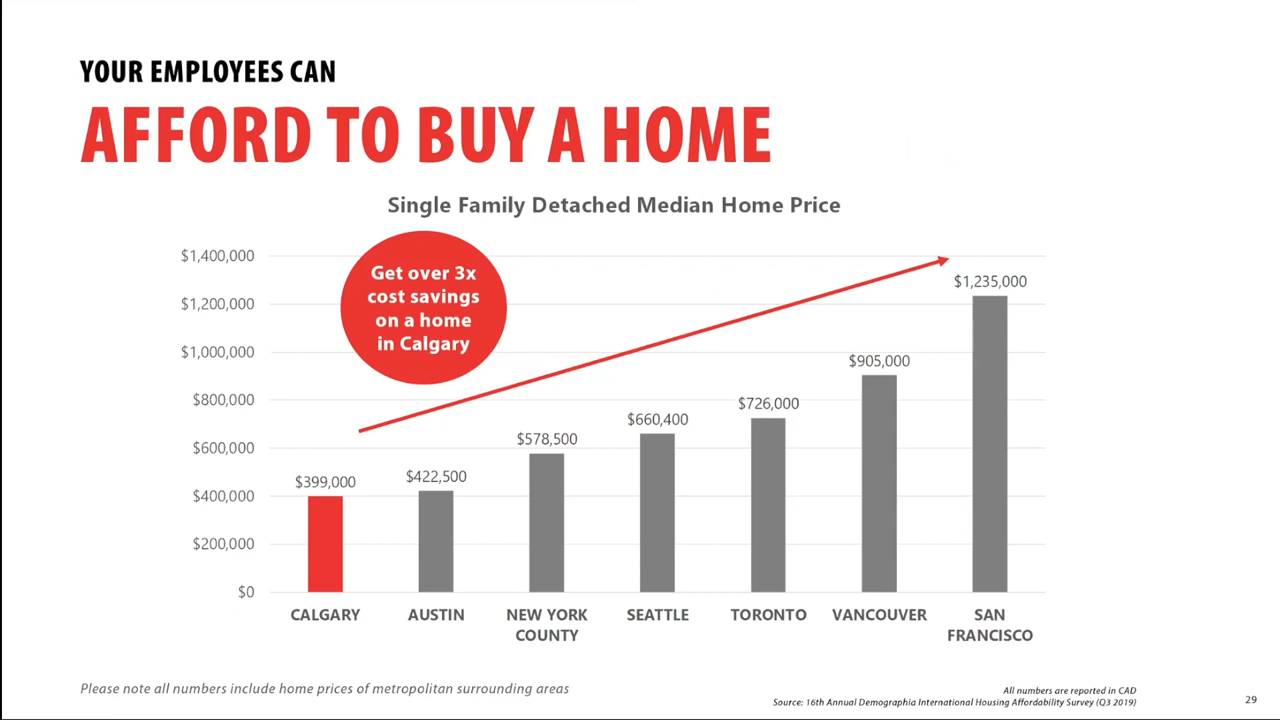 YOUR EMPLOYEES CAN
AFFORD TO BUY A HOME
Single Family Detached Median Home Price
Get over 3x
cost savings
on a home
in Calgary
$1,400,000
$1,200,000
$1,000,000
$800,000
$600,000
$400,000
$200,000
$0
$399,000
$422,500
$578,500
$660,400
$726,000
$905,000
$1,235,000
CALGARY
AUSTIN
NEW YORK
COUNTY
SEATTLE
TORONTO
VANCOUVER
SAN
FRANCISCO
Please note all numbers include home prices of metropolitan surrounding areas
All numbers are reported in CAD
Source: 16th Annual Demographia International Housing Affordability Survey (Q3 2019)
29